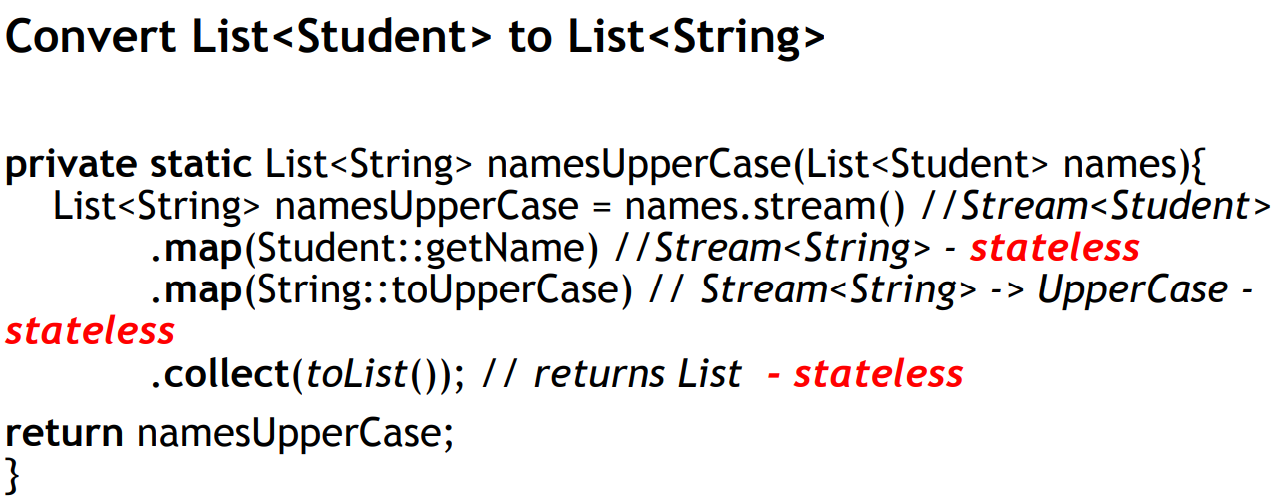 Convert List<Student> to List<String>
private static List<String> namesUpperCase(List<Student> names){
List<String> namesUpperCase = names.stream() //Stream<Student>
.map(Student::getName) //Stream<String> - stateless
.map(String::toUpperCase) // Stream<String> -> UpperCase -
stateless
.collect(toList()); // returns List - stateless
return namesUpperCase;
}